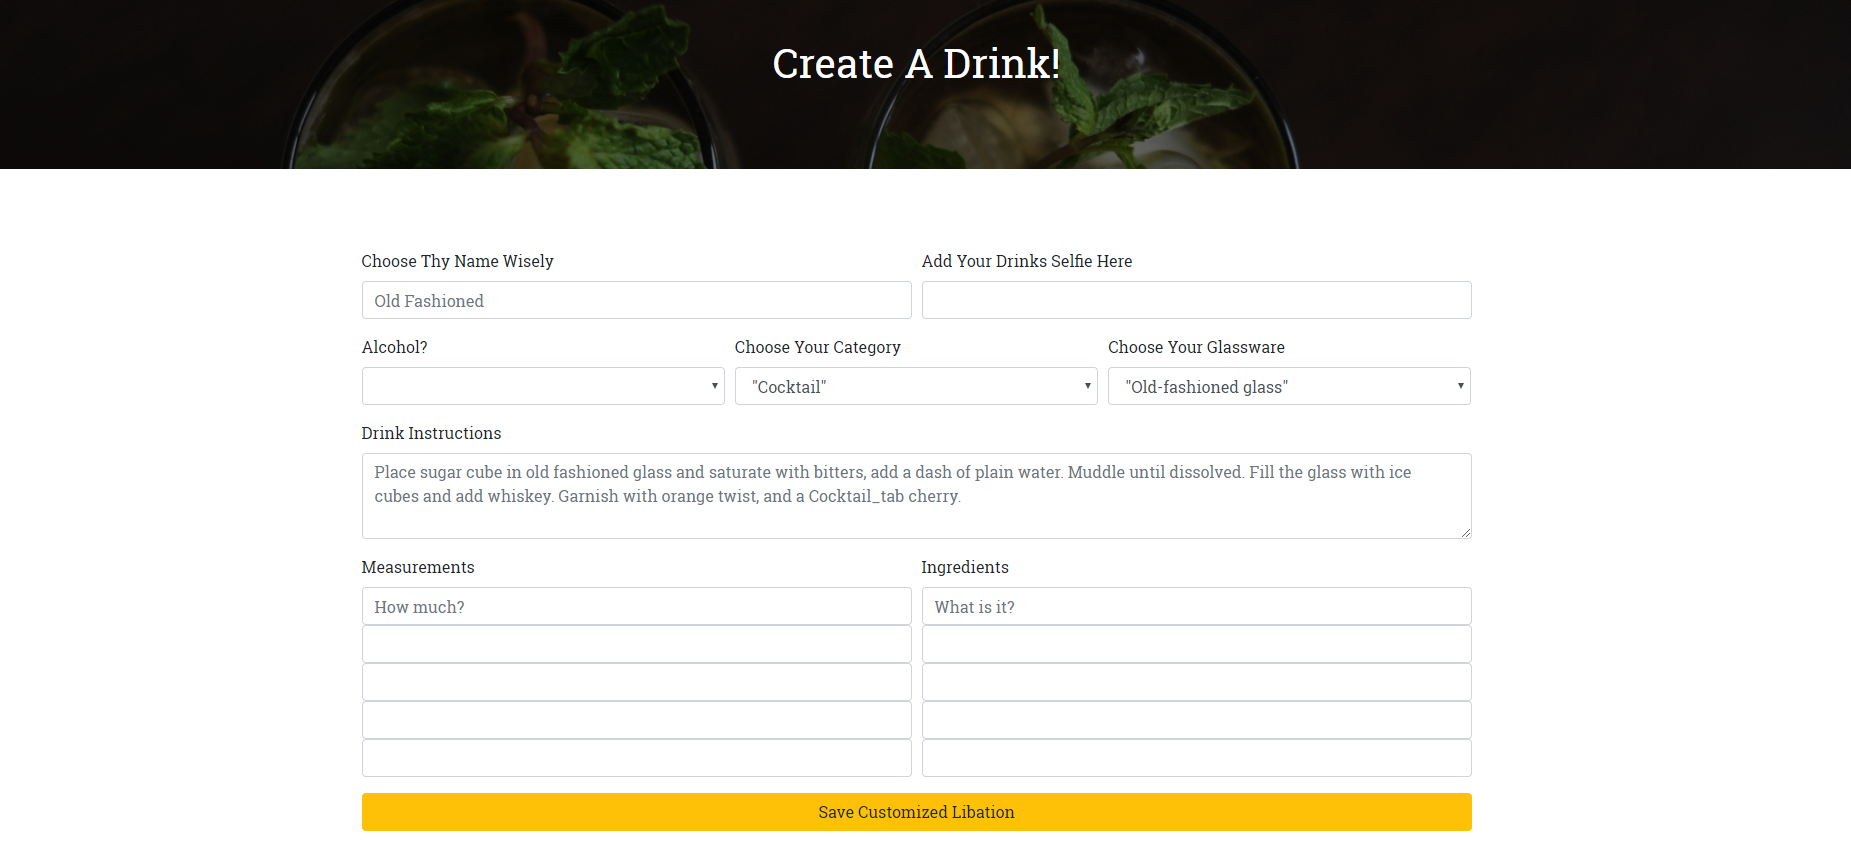 Create A Drink!
Choose Thy Name Wisely
Add Your Drinks Selfie Here
Old Fashioned
Alcohol?
Choose Your Category
Choose Your Glassware
"Cocktail"
"Old-fashioned glass"
Drink Instructions
Place sugar cube in old fashioned glass and saturate with bitters, add a dash of plain water. Muddle until dissolved. Fill the glass with ice
cubes and add whiskey. Garnish with orange twist, and a Cocktail_tab cherry.
Measurements
Ingredients
How much?
What is it?
Save Customized Libation